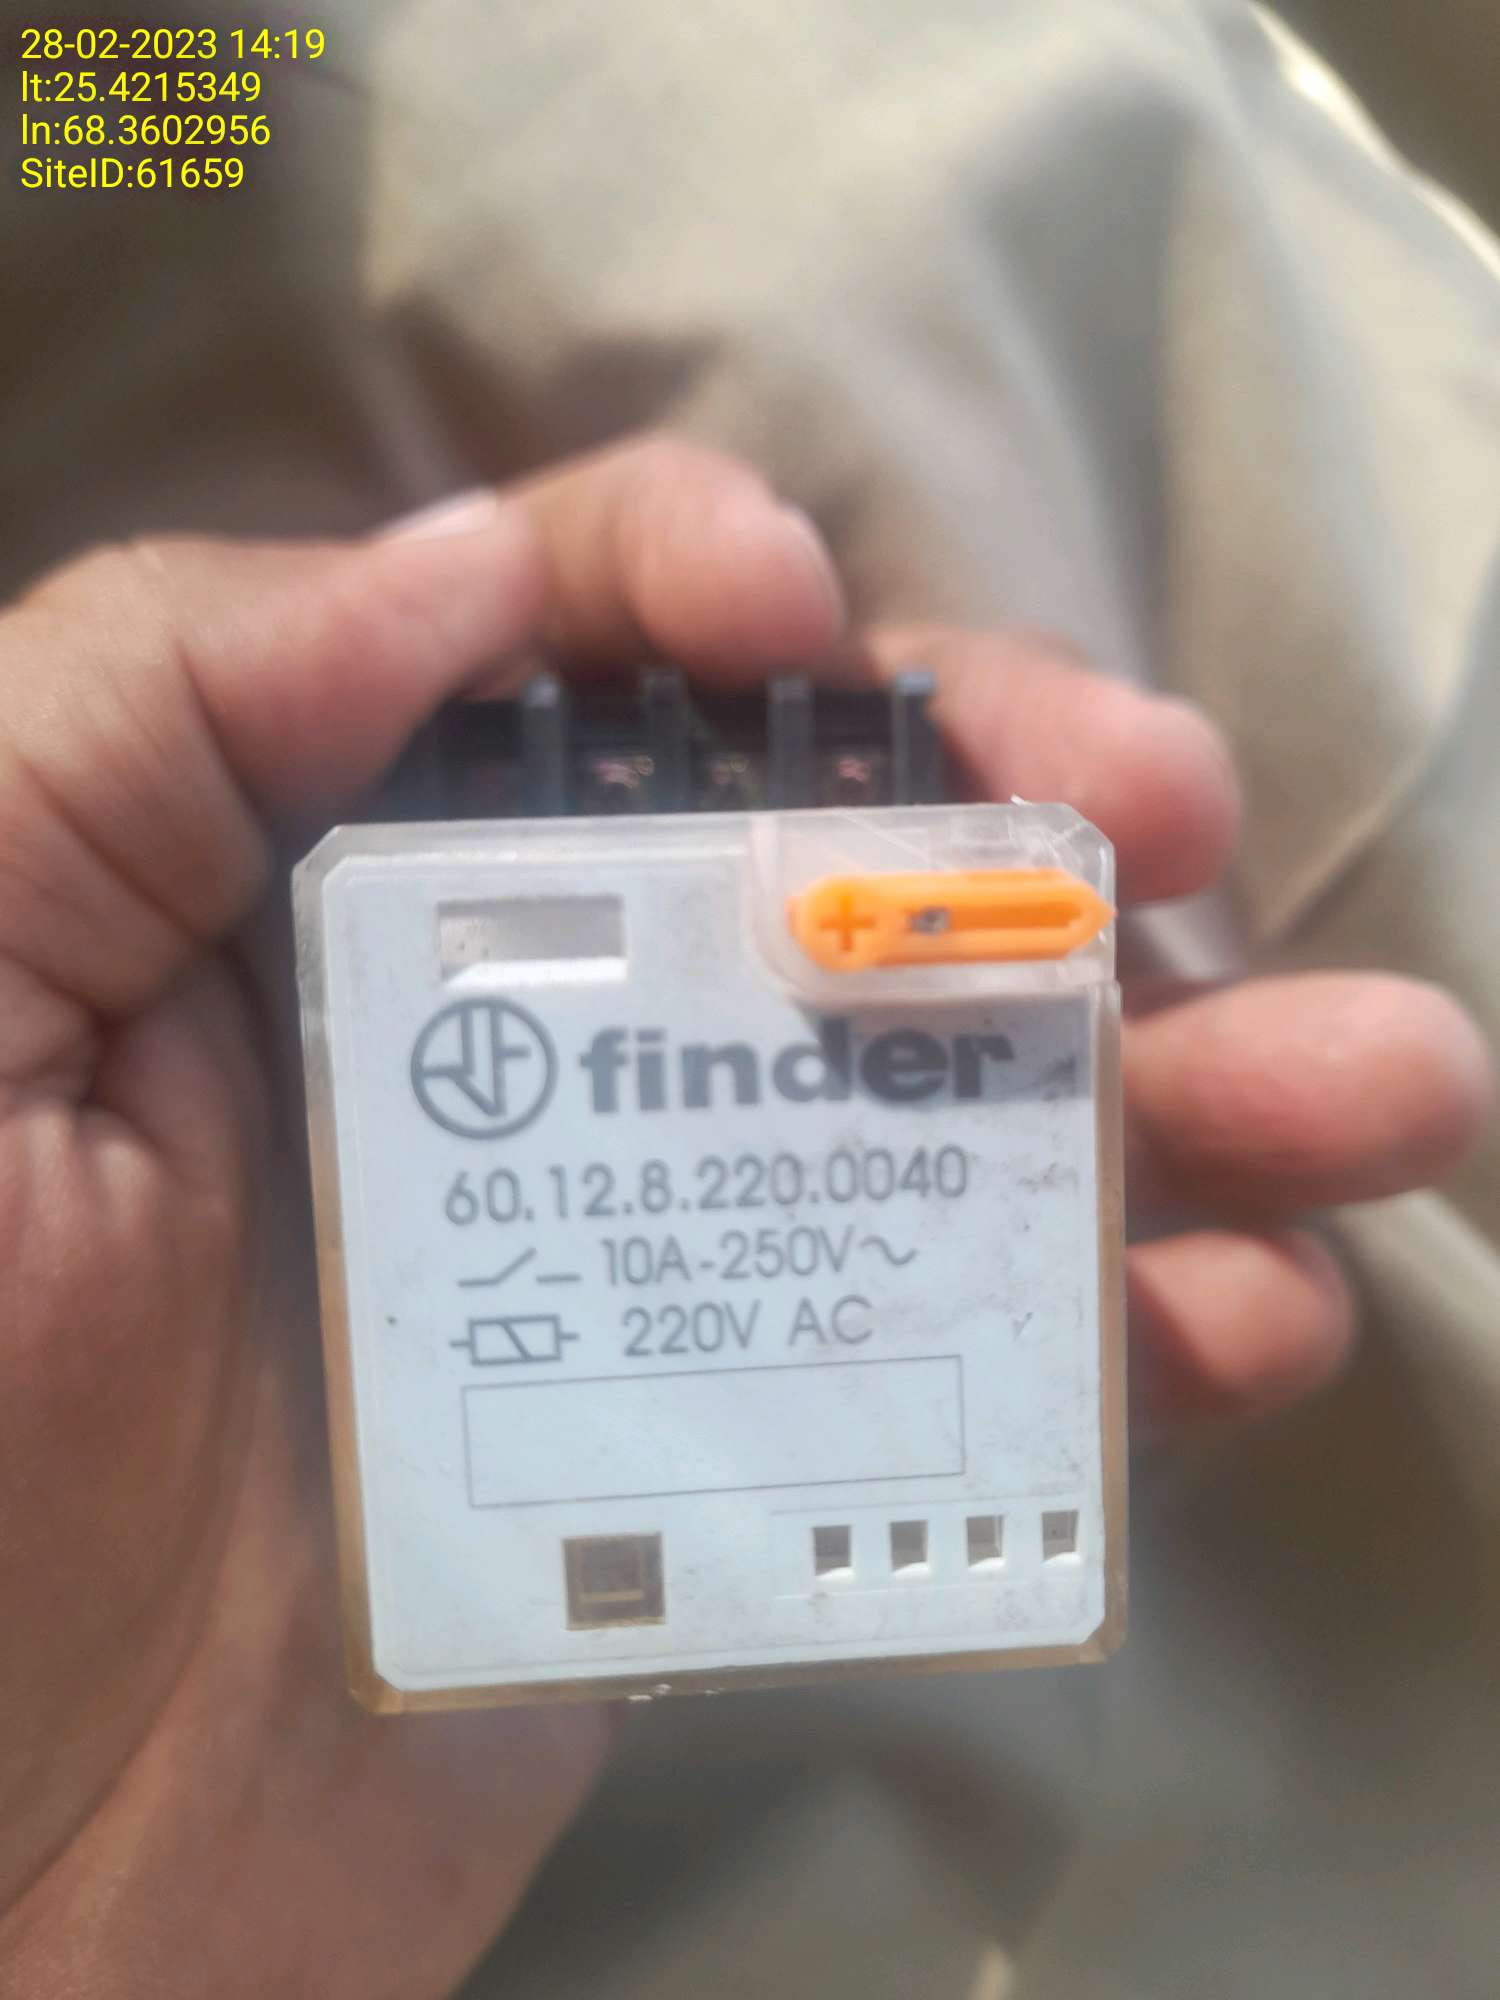 28-02-2023 14:19
lt:25.4215349
ln:68.3602956
SiteID:61659
finder
60.12.8.220.0040
10A-250V~
220V AC